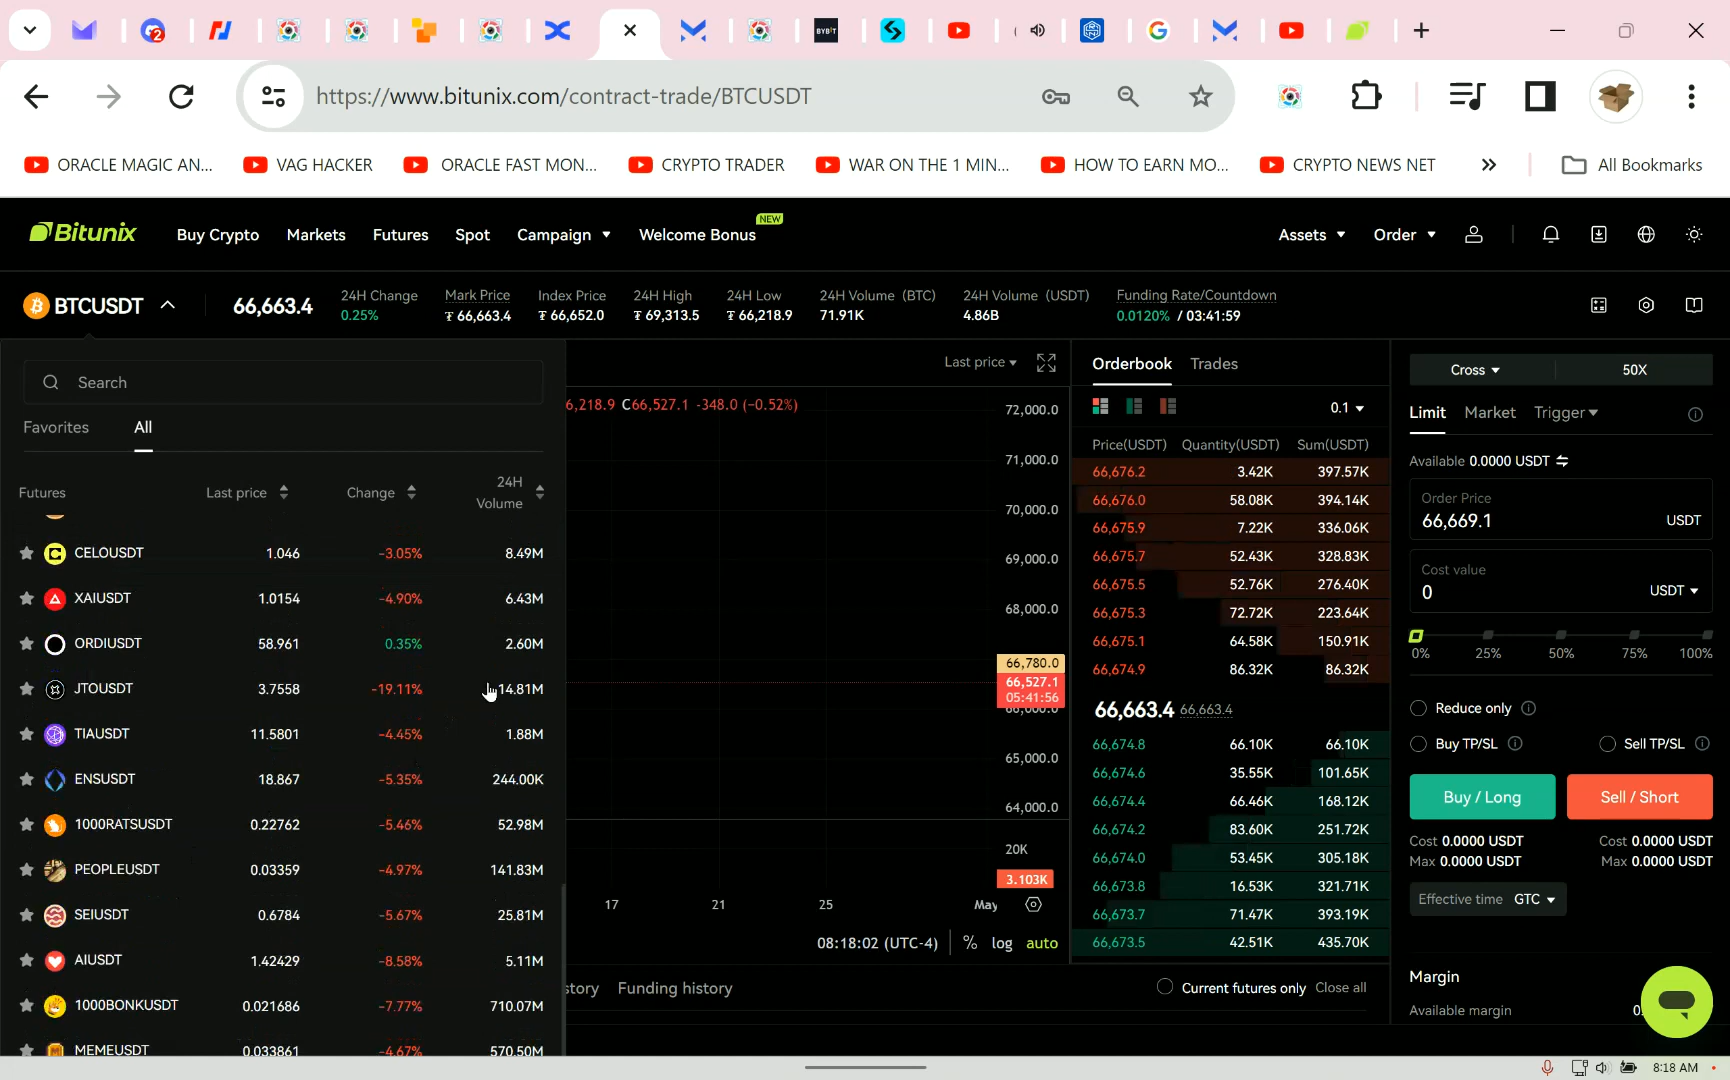 2
BYBIT
https://www.bitunix.com/contract-trade/BTCUSDT
ORACLE MAGIC AN...
VAG HACKER
ORACLE FAST MON...
CRYPTO TRADER
WAR ON THE 1 MIN...
HOW TO EARN MO...
CRYPTO NEWS NET
All Bookmarks
Bitunix
Buy Crypto
Markets
Futures
Spot
Campaign
Welcome Bonus
NEW
Assets
Order
BTCUSDT
66,663.4
24H Change
0.25%
Mark Price
₮ 66,663.4
Index Price
₮ 66,652.0
24H High
₮ 69,313.5
24H Low
₮ 66,218.9
24H Volume (BTC)
71.91K
24H Volume (USDT)
4.86B
Funding Rate/Countdown
0.0120% / 03:41:59
Search
Favorites
All
Futures
Last price
Change
24H
Volume
CELOUSDT 1.046 -3.05% 8.49M
XAIUSDT 1.0154 -4.90% 6.43M
ORDIUSDT 58.961 0.35% 2.60M
JTOUSDT 3.7558 -19.11% 14.81M
TIAUSDT 11.5801 -4.45% 1.88M
ENSUSDT 18.867 -5.35% 244.00K
1000RATSUSDT 0.22762 -5.46% 52.98M
PEOPLEUSDT 0.03359 -4.97% 141.83M
SEIUSDT 0.6784 -5.67% 25.81M
AIUSDT 1.42429 -8.58% 5.11M
1000BONKUSDT 0.021686 -7.77% 710.07M
MEMEUSDT 0.033861 -4.67% 570.50M
Last price
6,218.9 C66,527.1 -348.0 (-0.52%)
72,000.0
71,000.0
70,000.0
69,000.0
68,000.0
66,780.0
66,527.1
05:41:56
66,000.0
65,000.0
64,000.0
20K
3.103K
17
21
25
May
08:18:02 (UTC-4)
%
log
auto
story
Funding history
Current futures only
Close all
Orderbook
Trades
0.1
Price(USDT) Quantity(USDT) Sum(USDT)
66,676.2 3.42K 397.57K
66,676.0 58.08K 394.14K
66,675.9 7.22K 336.06K
66,675.7 52.43K 328.83K
66,675.5 52.76K 276.40K
66,675.3 72.72K 223.64K
66,675.1 64.58K 150.91K
66,674.9 86.32K 86.32K
66,663.4 66,663.4
66,674.8 66.10K 66.10K
66,674.6 35.55K 101.65K
66,674.4 66.46K 168.12K
66,674.2 83.60K 251.72K
66,674.0 53.45K 305.18K
66,673.8 16.53K 321.71K
66,673.7 71.47K 393.19K
66,673.5 42.51K 435.70K
Cross
50X
Limit
Market
Trigger
Available 0.0000 USDT
Order Price
66,669.1
USDT
Cost value
0
USDT
0% 25% 50% 75% 100%
Reduce only
Buy TP/SL
Sell TP/SL
Buy / Long
Sell / Short
Cost 0.0000 USDT
Cost 0.0000 USDT
Max 0.0000 USDT
Max 0.0000 USDT
Effective time GTC
Margin
Available margin
0
8:18 AM